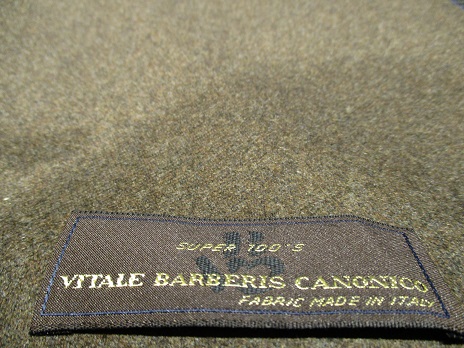 SUPER 100'S
VITALE BARBERIS CANONICO
FABRIC MADE IN ITALY